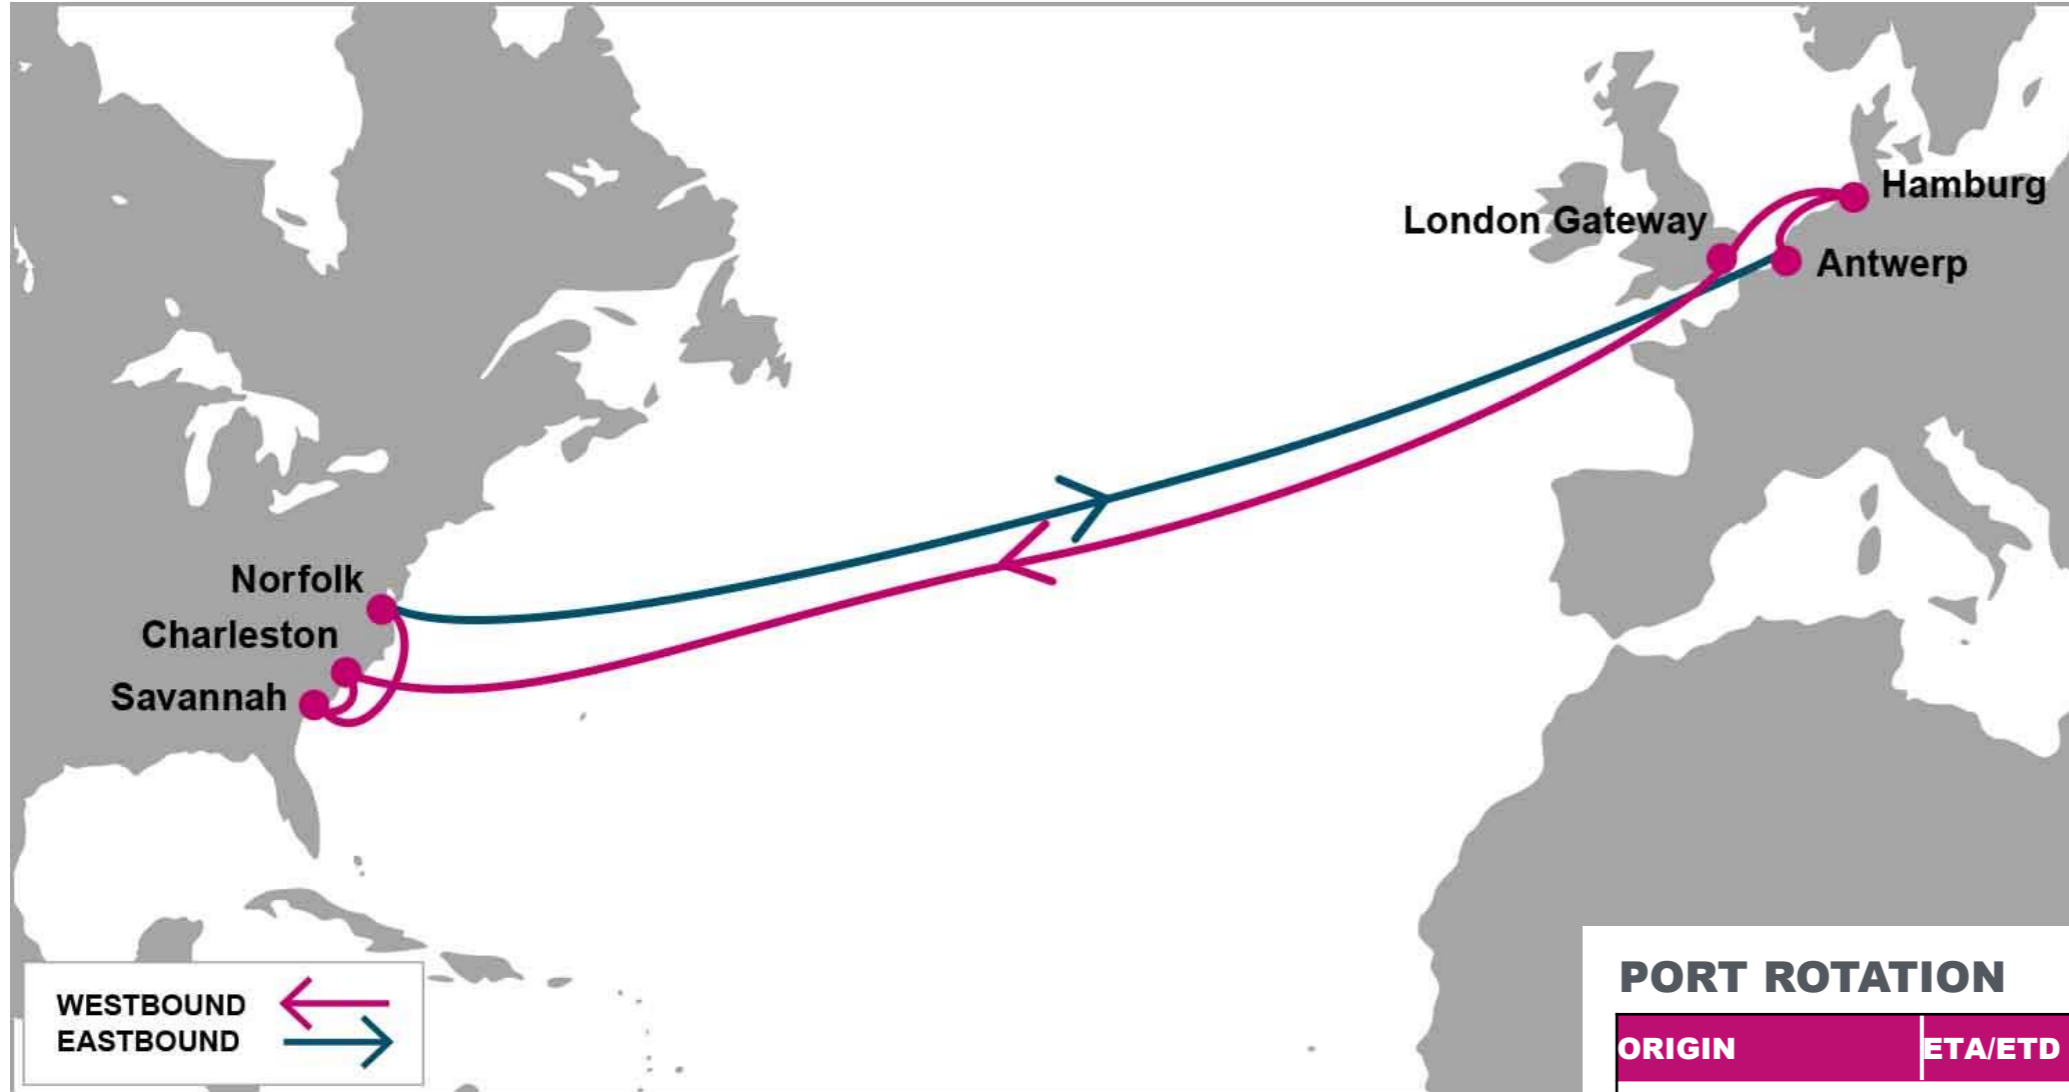 Hamburg
London Gateway
Antwerp
Norfolk
Charleston
Savannah
WESTBOUND
EASTBOUND
PORT ROTATION
ORIGIN ETA/ETD